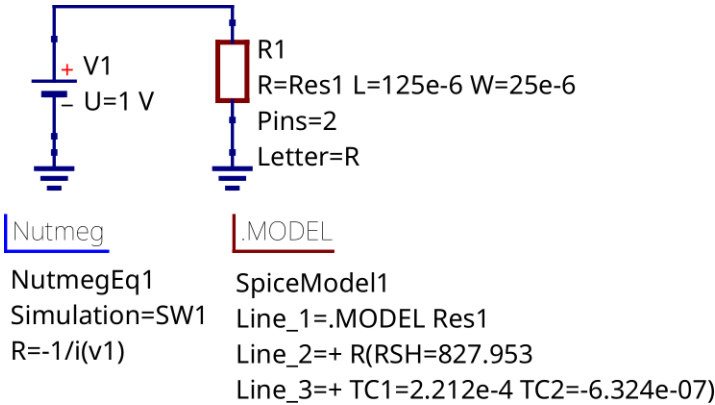 + V1
– U=1 V
R1
R=Res1 L=125e-6 W=25e-6
Pins=2
Letter=R
Nutmeg
NutmegEq1
Simulation=SW1
R=-1/i(v1)
.MODEL
SpiceModel1
Line_1=.MODEL Res1
Line_2=+ R(RSH=827.953
Line_3=+ TC1=2.212e-4 TC2=-6.324e-07)